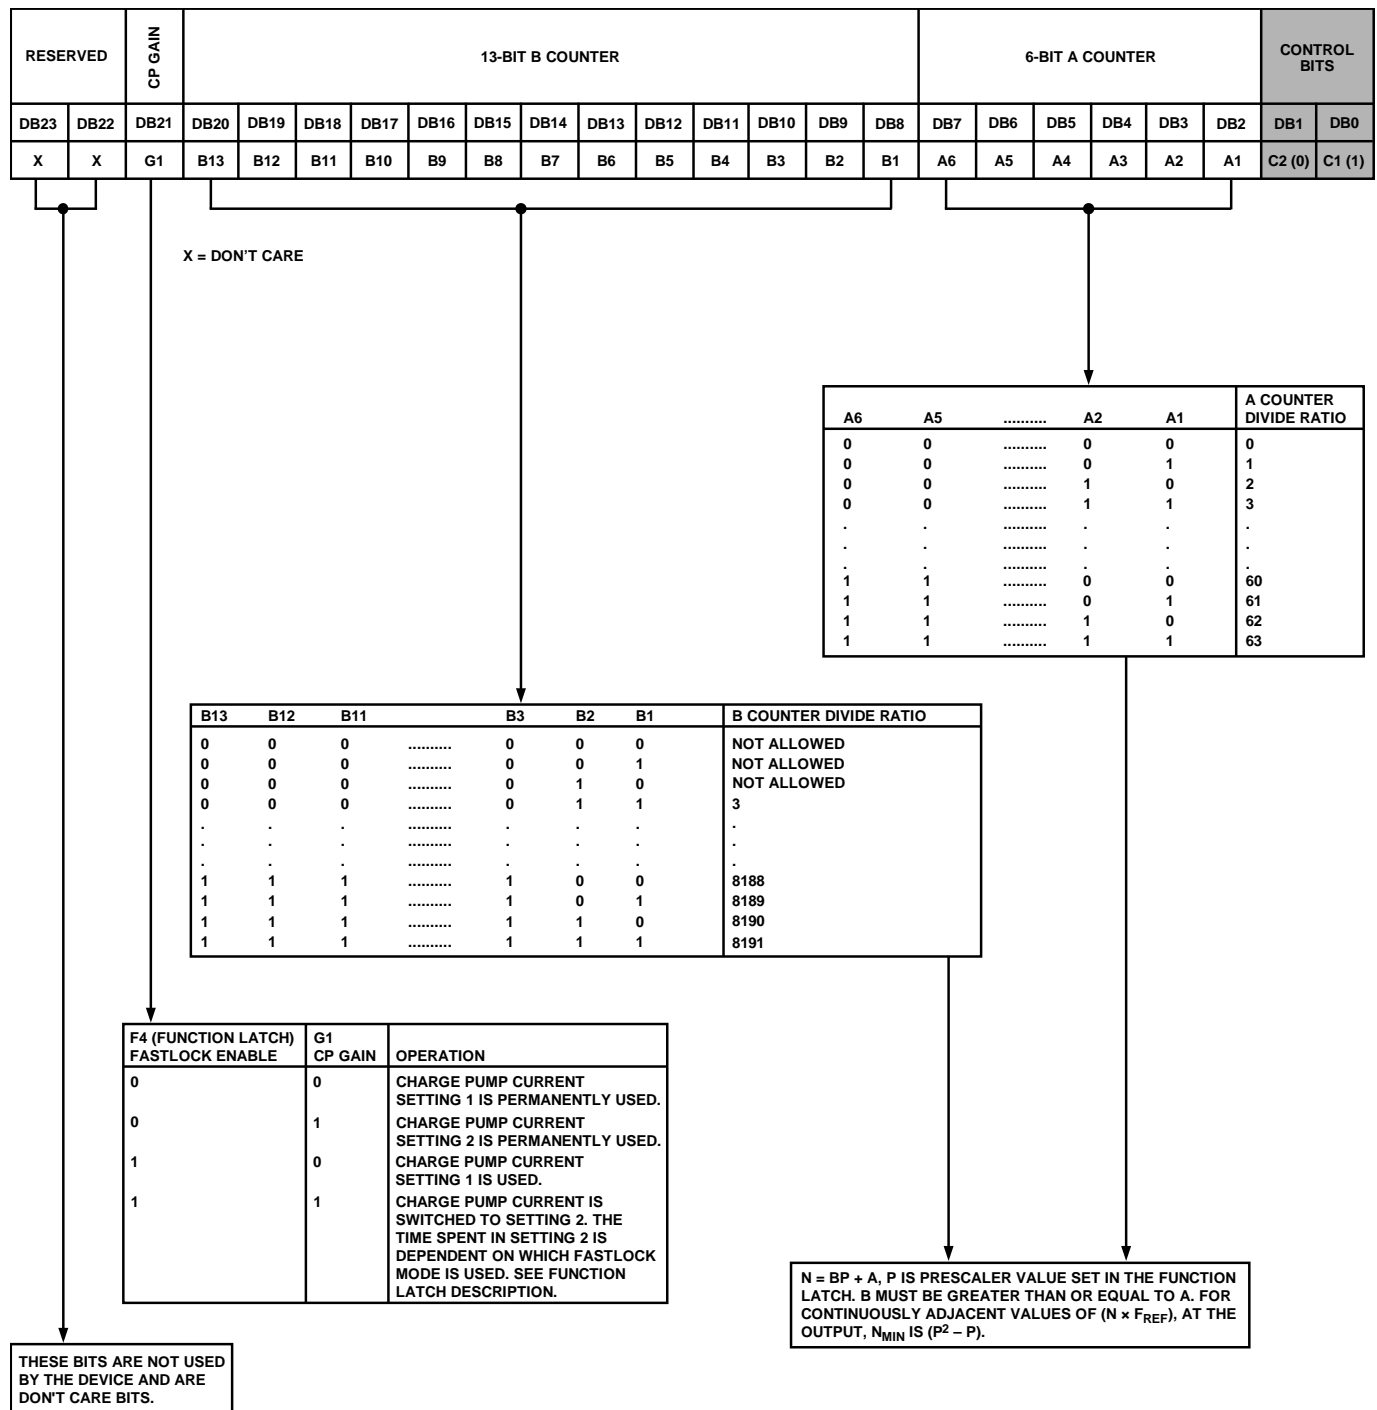 RESERVED
CP GAIN
13-BIT B COUNTER
6-BIT A COUNTER
CONTROL
BITS
DB23 DB22 DB21 DB20 DB19 DB18 DB17 DB16 DB15 DB14 DB13 DB12 DB11 DB10 DB9 DB8 DB7 DB6 DB5 DB4 DB3 DB2 DB1 DB0
X X G1 B13 B12 B11 B10 B9 B8 B7 B6 B5 B4 B3 B2 B1 A6 A5 A4 A3 A2 A1 C2 (0) C1 (1)
X = DON'T CARE
A6 A5 .......... A2 A1 A COUNTER
DIVIDE RATIO
0 0 .......... 0 0 0
0 0 .......... 0 1 1
0 0 .......... 1 0 2
0 0 .......... 1 1 3
. . .......... . . .
. . .......... . . .
. . .......... . . .
1 1 .......... 0 0 60
1 1 .......... 0 1 61
1 1 .......... 1 0 62
1 1 .......... 1 1 63
B13 B12 B11 B3 B2 B1 B COUNTER DIVIDE RATIO
0 0 0 .......... 0 0 0 NOT ALLOWED
0 0 0 .......... 0 0 1 NOT ALLOWED
0 0 0 .......... 0 1 0 NOT ALLOWED
0 0 0 .......... 0 1 1 3
. . . .......... . . . .
. . . .......... . . . .
. . . .......... . . . .
1 1 1 .......... 1 0 0 8188
1 1 1 .......... 1 0 1 8189
1 1 1 .......... 1 1 0 8190
1 1 1 .......... 1 1 1 8191
F4 (FUNCTION LATCH)
FASTLOCK ENABLE
G1
CP GAIN
OPERATION
0 0 CHARGE PUMP CURRENT
SETTING 1 IS PERMANENTLY USED.
0 1 CHARGE PUMP CURRENT
SETTING 2 IS PERMANENTLY USED.
1 0 CHARGE PUMP CURRENT
SETTING 1 IS USED.
1 1 CHARGE PUMP CURRENT IS
SWITCHED TO SETTING 2. THE
TIME SPENT IN SETTING 2 IS
DEPENDENT ON WHICH FASTLOCK
MODE IS USED. SEE FUNCTION
LATCH DESCRIPTION.
N = BP + A, P IS PRESCALER VALUE SET IN THE FUNCTION
LATCH. B MUST BE GREATER THAN OR EQUAL TO A. FOR
CONTINUOUSLY ADJACENT VALUES OF (N × FREF), AT THE
OUTPUT, NMIN IS (P² – P).
THESE BITS ARE NOT USED
BY THE DEVICE AND ARE
DON'T CARE BITS.